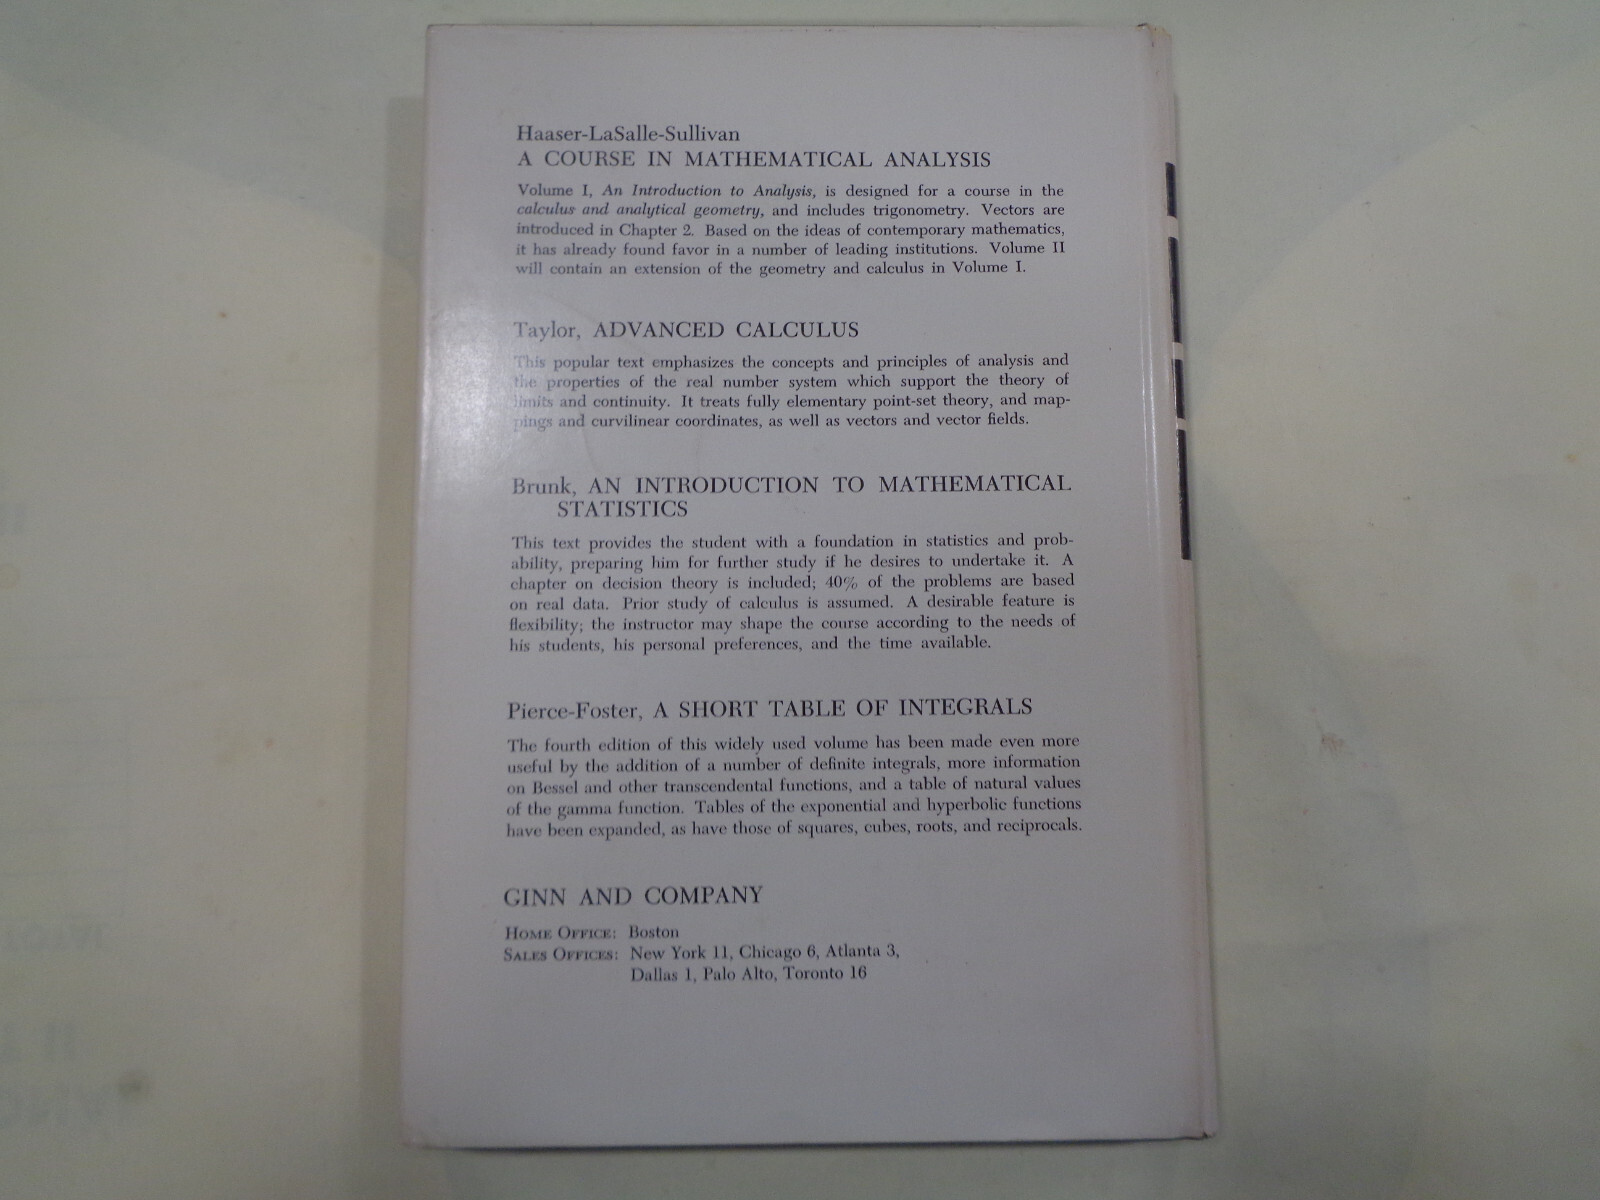 Haaser-LaSalle-Sullivan
A COURSE IN MATHEMATICAL ANALYSIS
Volume I, An Introduction to Analysis, is designed for a course in the
calculus and analytical geometry, and includes trigonometry. Vectors are
introduced in Chapter 2. Based on the ideas of contemporary mathematics,
it has already found favor in a number of leading institutions. Volume II
will contain an extension of the geometry and calculus in Volume I.
Taylor, ADVANCED CALCULUS
This popular text emphasizes the concepts and principles of analysis and
the properties of the real number system which support the theory of
limits and continuity. It treats fully elementary point-set theory, and map-
pings and curvilinear coordinates, as well as vectors and vector fields.
Brunk, AN INTRODUCTION TO MATHEMATICAL
STATISTICS
This text provides the student with a foundation in statistics and prob-
ability, preparing him for further study if he desires to undertake it. A
chapter on decision theory is included; 40% of the problems are based
on real data. Prior study of calculus is assumed. A desirable feature is
flexibility; the instructor may shape the course according to the needs of
his students, his personal preferences, and the time available.
Pierce-Foster, A SHORT TABLE OF INTEGRALS
The fourth edition of this widely used volume has been made even more
useful by the addition of a number of definite integrals, more information
on Bessel and other transcendental functions, and a table of natural values
of the gamma function. Tables of the exponential and hyperbolic functions
have been expanded, as have those of squares, cubes, roots, and reciprocals.
GINN AND COMPANY
HOME OFFICE: Boston
SALES OFFICES: New York 11, Chicago 6, Atlanta 3,
Dallas 1, Palo Alto, Toronto 16